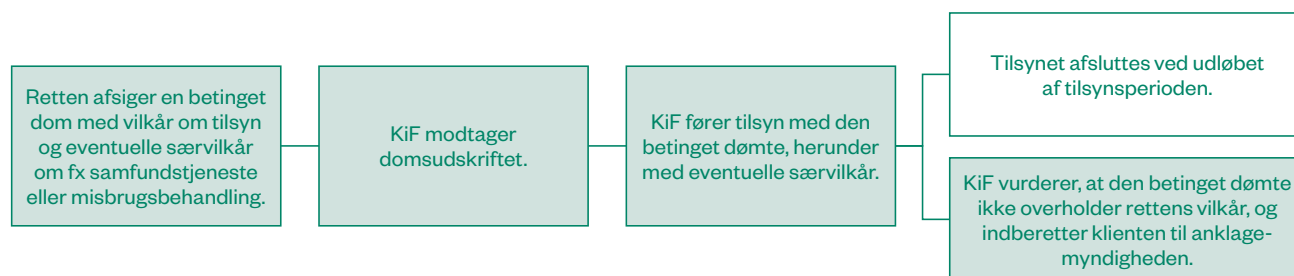 Retten afsiger en betinget
dom med vilkår om tilsyn
og eventuelle særvilkår
om fx samfundstjeneste
eller misbrugsbehandling.
KiF modtager
domsudskriftet.
KiF fører tilsyn med den
betinget dømte, herunder
med eventuelle særvilkår.
Tilsynet afsluttes ved udløbet
af tilsynsperioden.
KiF vurderer, at den betinget dømte
ikke overholder rettens vilkår, og
indberetter klienten til anklage-
myndigheden.